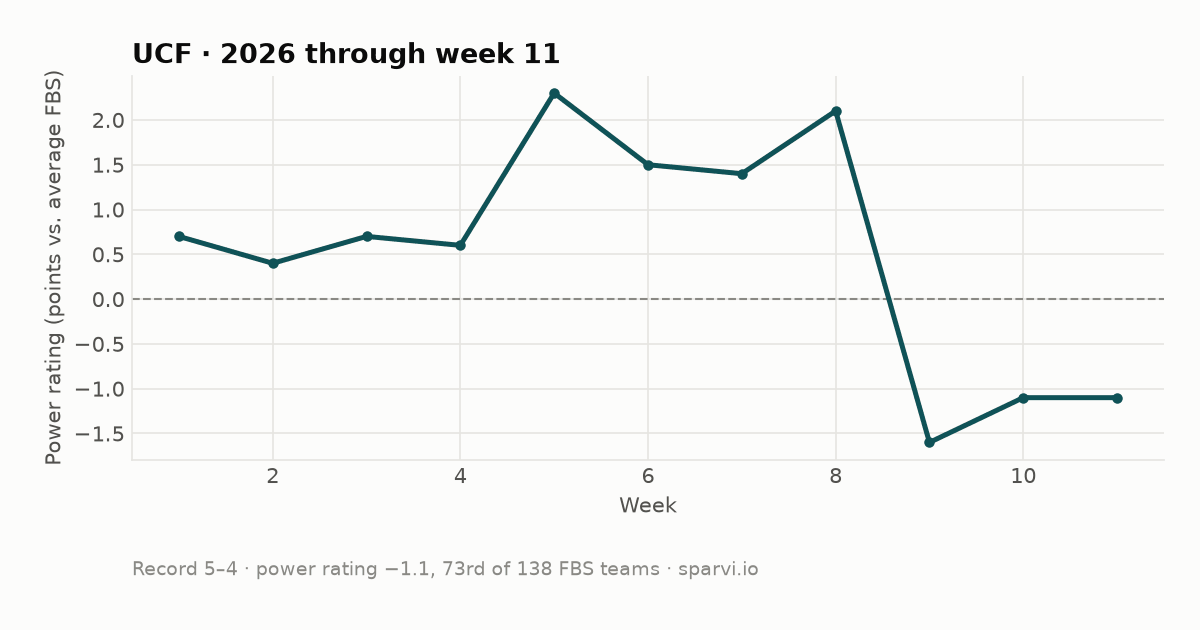 UCF · 2026 through week 11
Power rating (points vs. average FBS)
2.0
1.5
1.0
0.5
0.0
−0.5
−1.0
−1.5
2 4 6 8 10
Week
Record 5–4 · power rating −1.1, 73rd of 138 FBS teams · sparvi.io